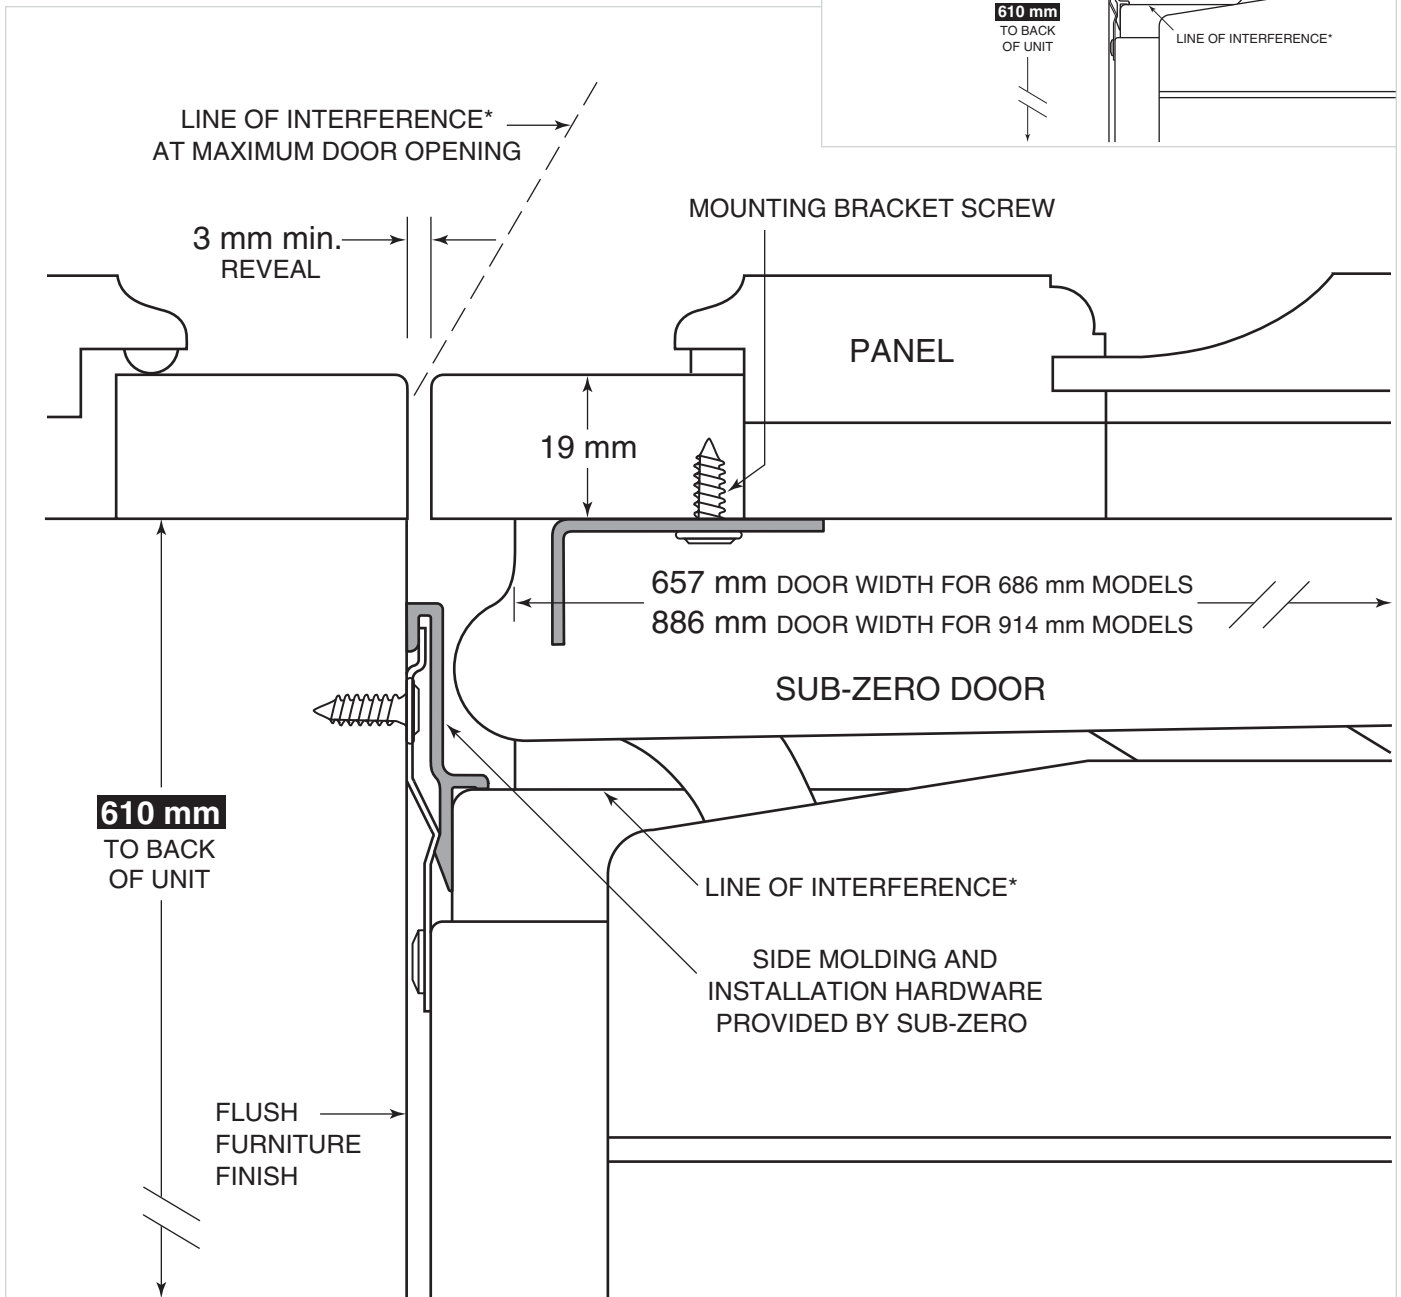 610 mm
TO BACK
OF UNIT
LINE OF INTERFERENCE*
LINE OF INTERFERENCE*
AT MAXIMUM DOOR OPENING
MOUNTING BRACKET SCREW
3 mm min.
REVEAL
PANEL
19 mm
657 mm DOOR WIDTH FOR 686 mm MODELS
886 mm DOOR WIDTH FOR 914 mm MODELS
SUB-ZERO DOOR
610 mm
TO BACK
OF UNIT
LINE OF INTERFERENCE*
SIDE MOLDING AND
INSTALLATION HARDWARE
PROVIDED BY SUB-ZERO
FLUSH
FURNITURE
FINISH